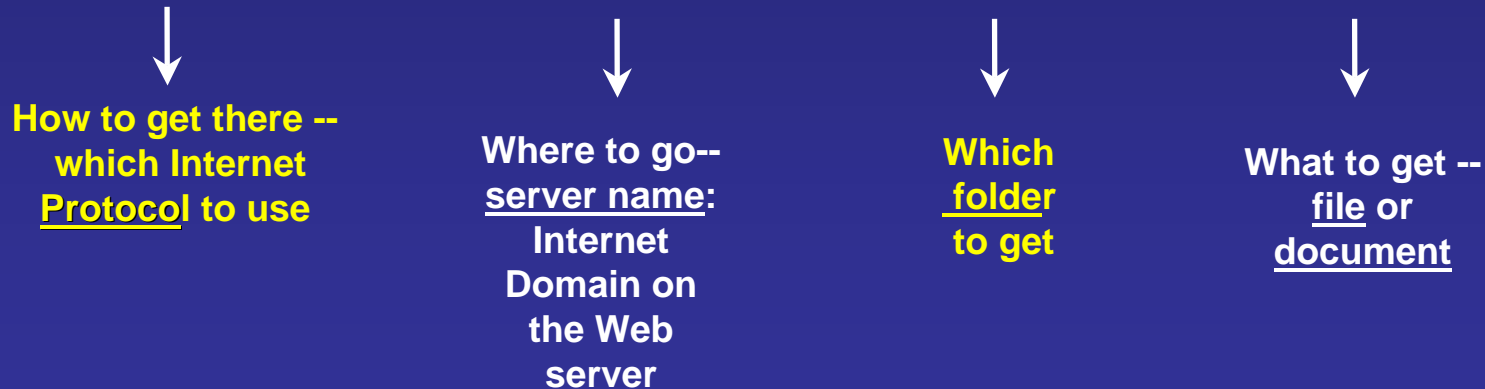 How to get there --
which Internet
Protocol to use
Where to go--
server name:
Internet
Domain on
the Web
server
Which
folder
to get
What to get --
file or
document